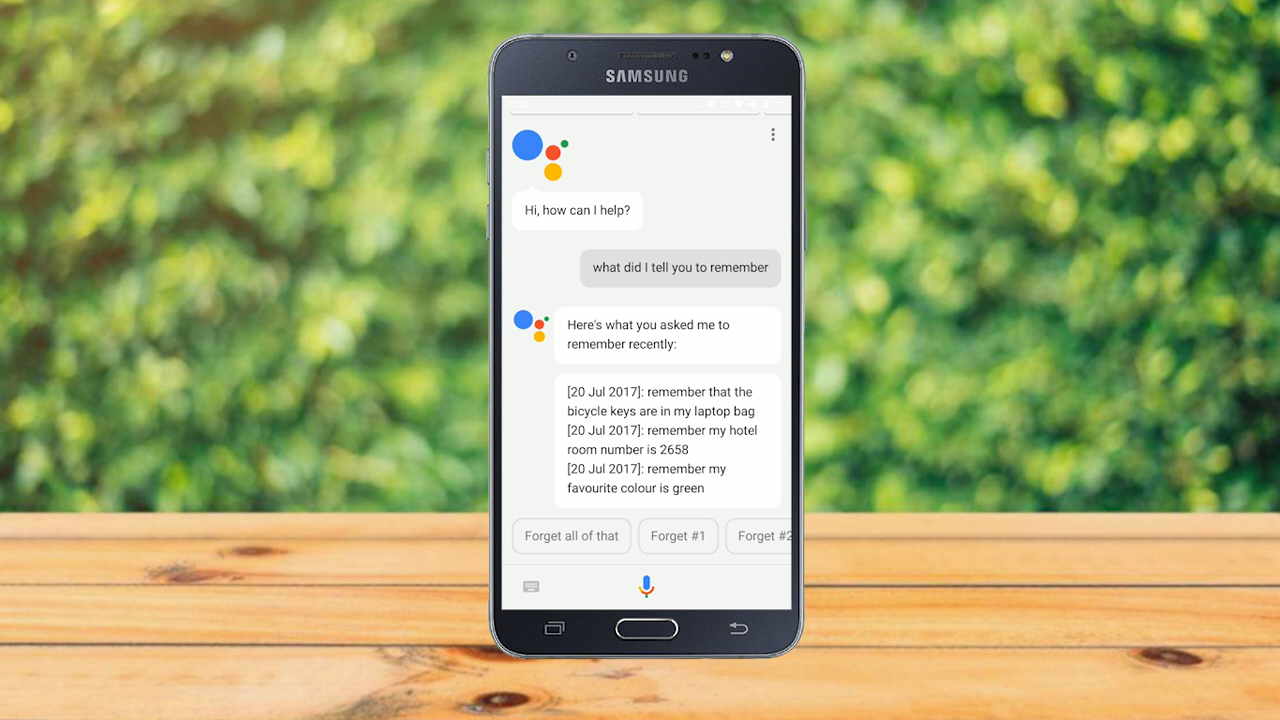 SAMSUNG
Hi, how can I help?
what did I tell you to remember
Here's what you asked me to
remember recently:
[20 Jul 2017]: remember that the
bicycle keys are in my laptop bag
[20 Jul 2017]: remember my hotel
room number is 2658
[20 Jul 2017]: remember my
favourite colour is green
Forget all of that
Forget #1
Forget #2